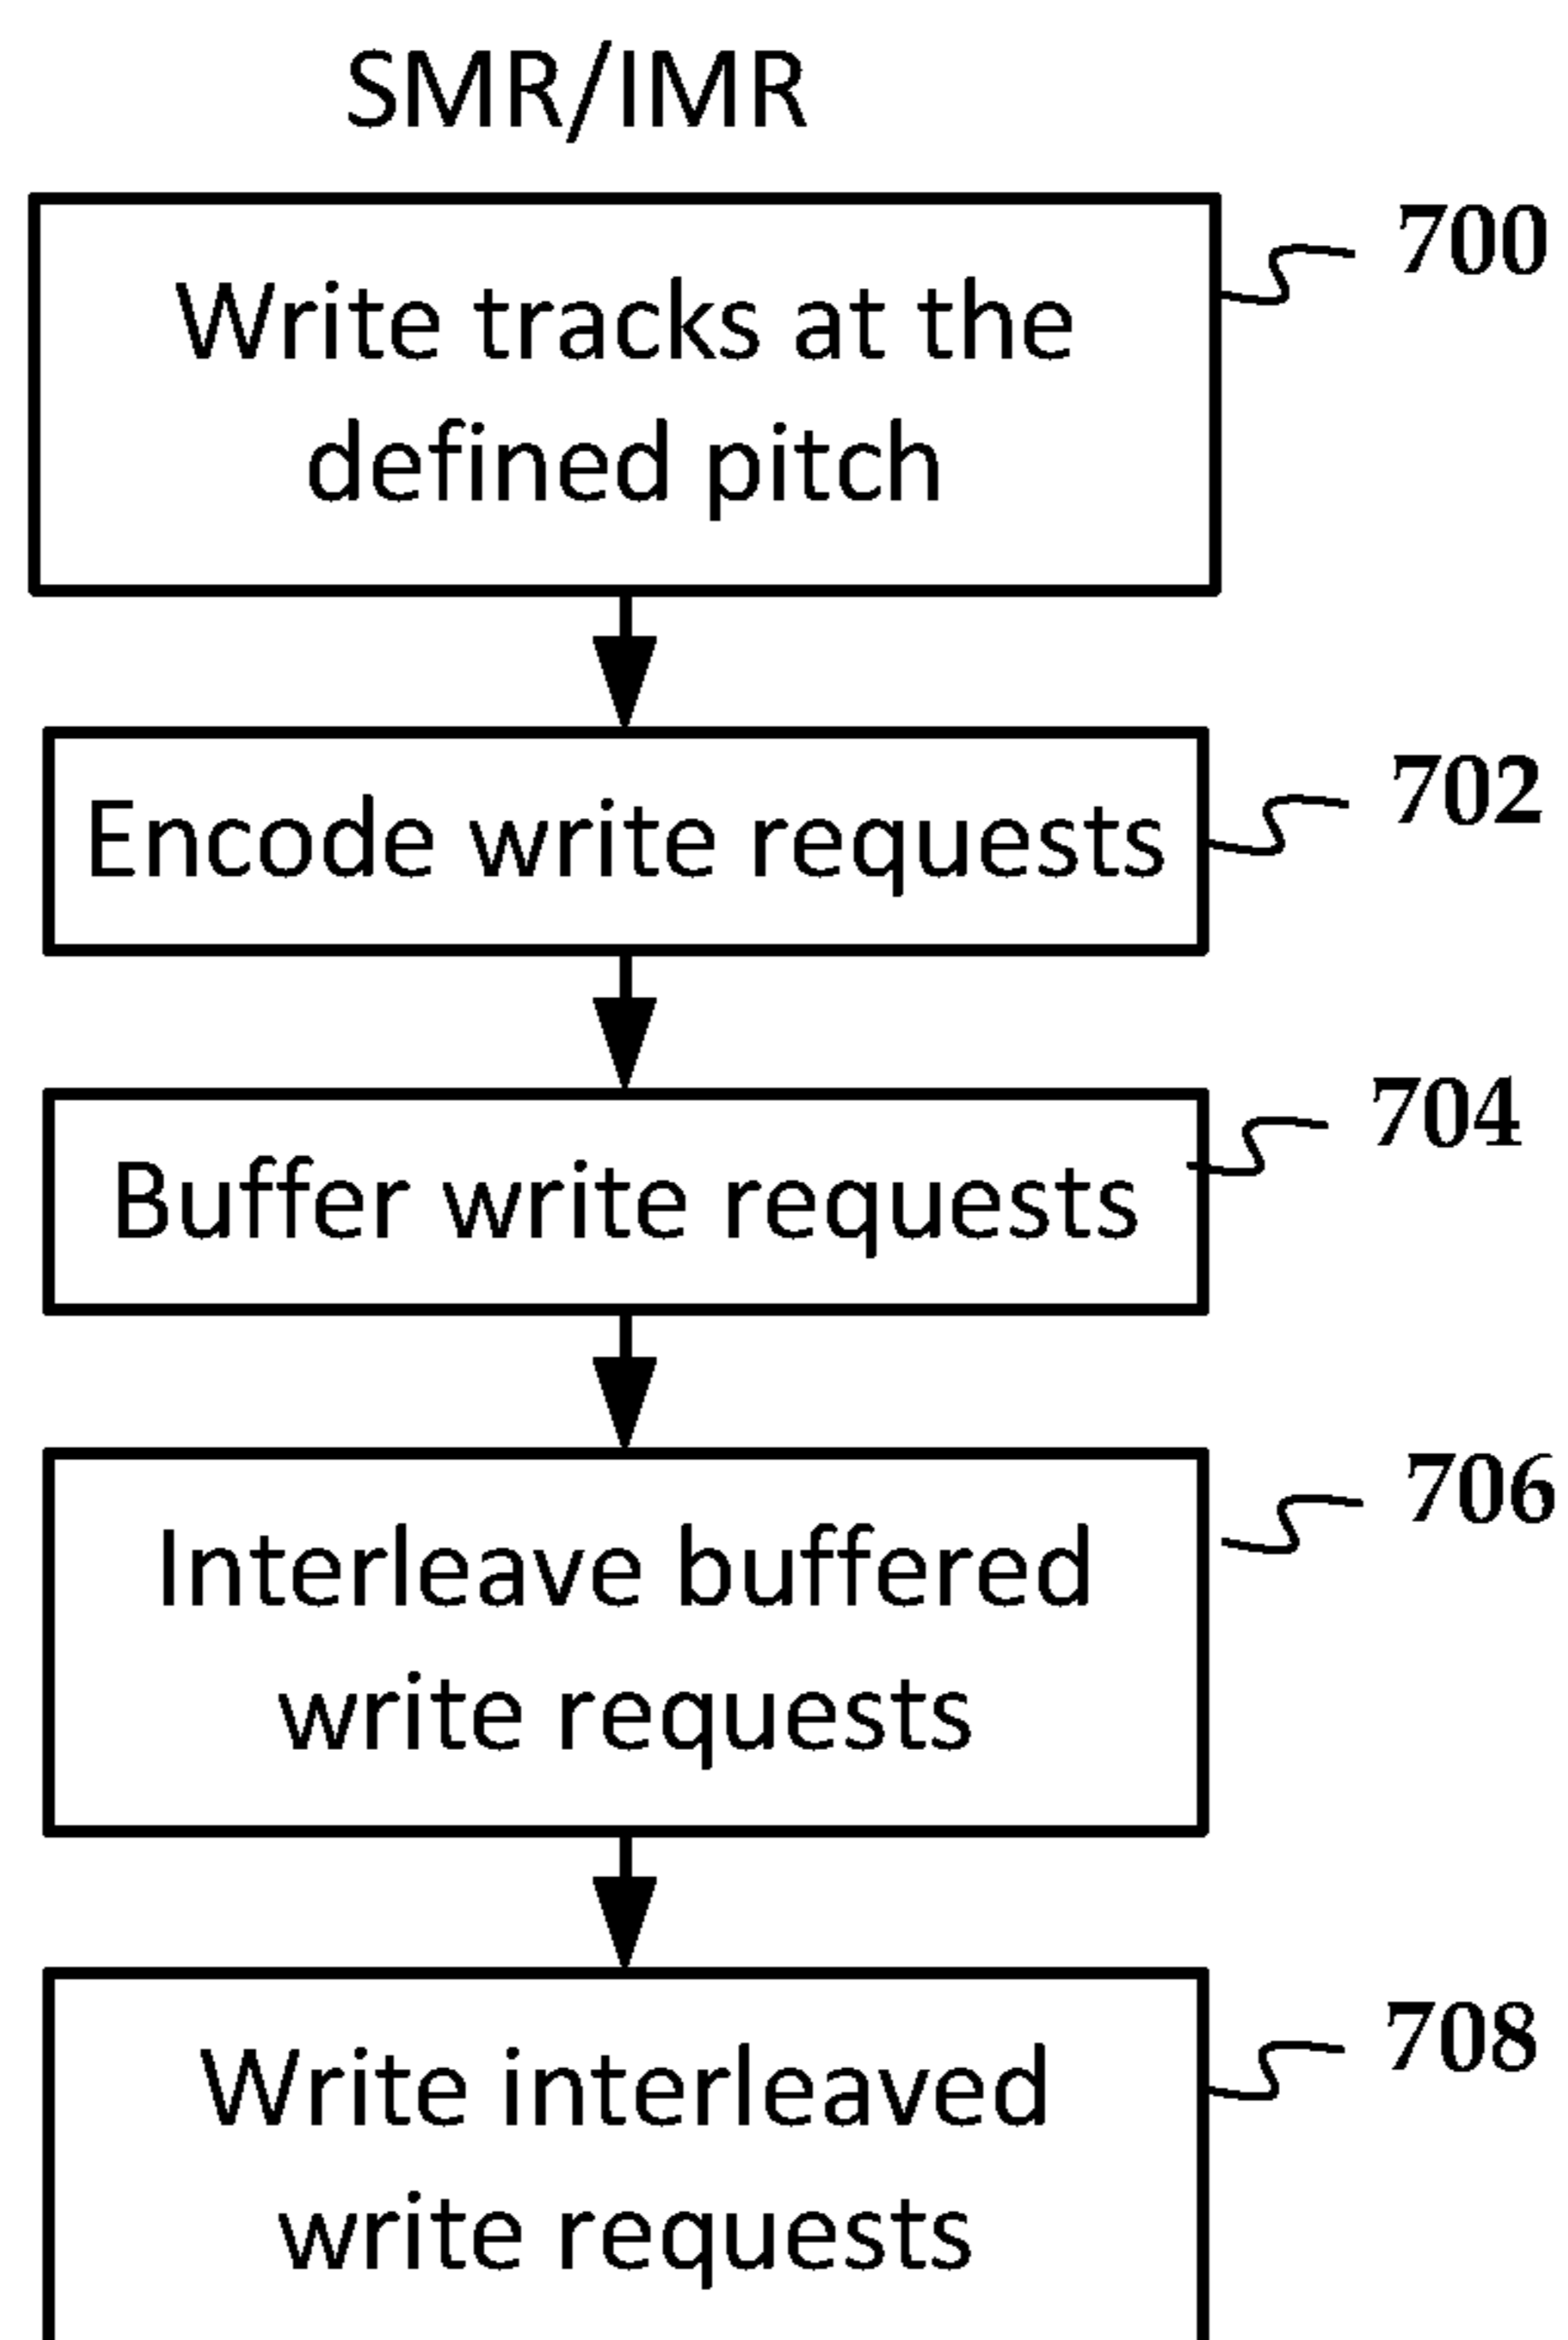 SMR/IMR
700
Write tracks at the
defined pitch
702
Encode write requests
704
Buffer write requests
706
Interleave buffered
write requests
708
Write interleaved
write requests